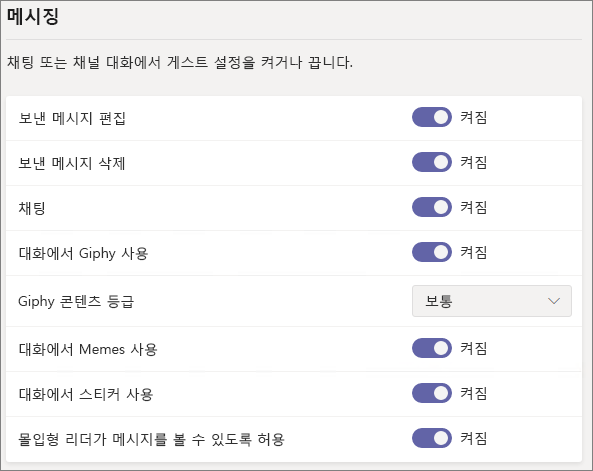 메시징
채팅 또는 채널 대화에서 게스트 설정을 켜거나 끕니다.
보낸 메시지 편집 켜짐
보낸 메시지 삭제 켜짐
채팅 켜짐
대화에서 Giphy 사용 켜짐
Giphy 콘텐츠 등급 보통
대화에서 Memes 사용 켜짐
대화에서 스티커 사용 켜짐
몰입형 리더가 메시지를 볼 수 있도록 허용 켜짐